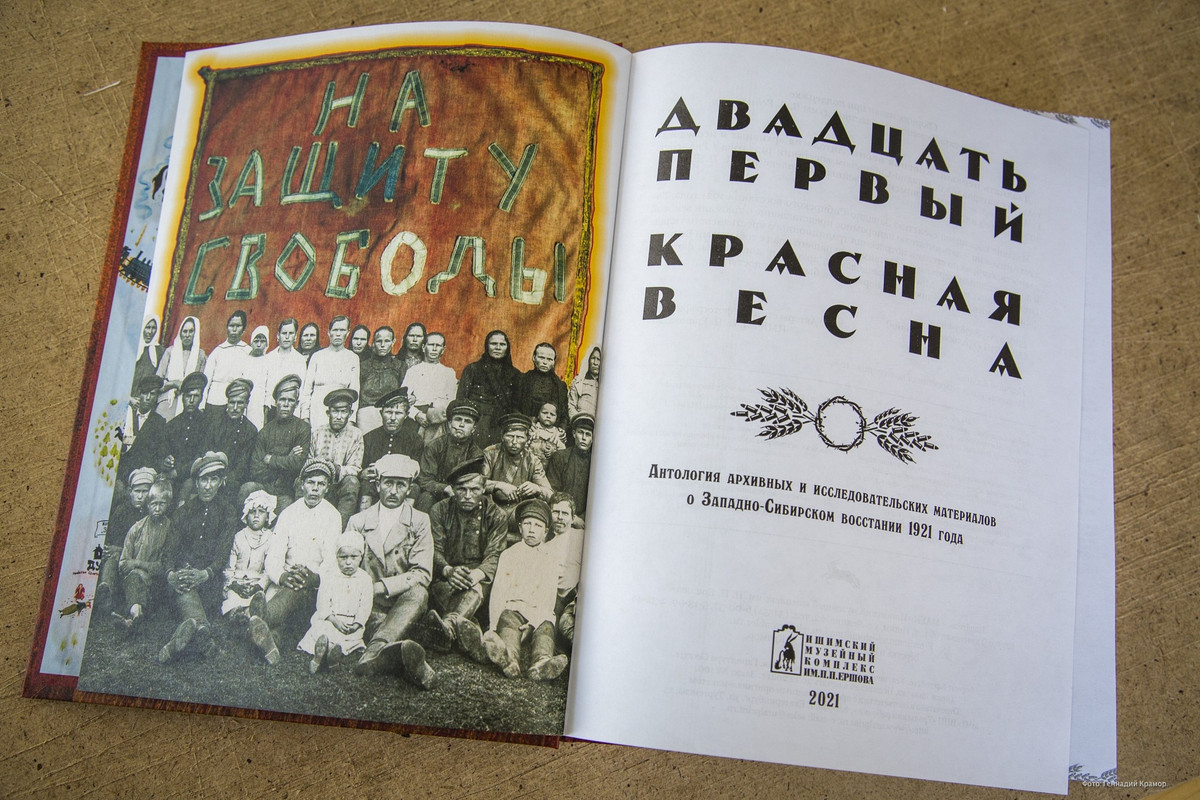 НА
ЗАЩИТУ
СВОБОДЫ
ДВАДЦАТЬ
ПЕРВЫЙ
КРАСНАЯ
ВЕСНА
Антология архивных и исследовательских материалов
о Западно-Сибирском восстании 1921 года
ИШИМСКИЙ
МУЗЕЙНЫЙ
КОМПЛЕКС
ИМ.П.П.ЕРШОВА
2021
Фото: Геннадий Крамор